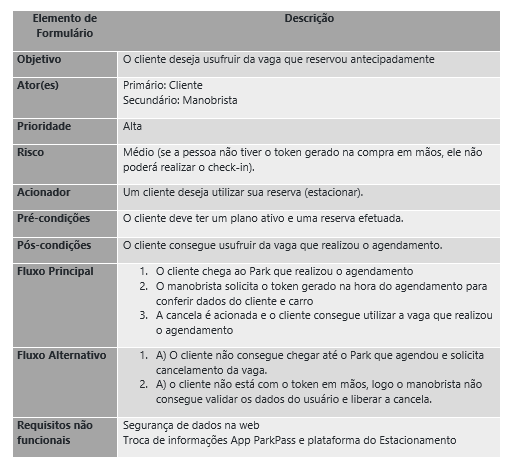 Elemento de Formulário
Descrição
Objetivo
O cliente deseja usufruir da vaga que reservou antecipadamente
Ator(es)
Primário: Cliente
Secundário: Manobrista
Prioridade
Alta
Risco
Médio (se a pessoa não tiver o token gerado na compra em mãos, ele não
poderá realizar o check-in).
Acionador
Um cliente deseja utilizar sua reserva (estacionar).
Pré-condições
O cliente deve ter um plano ativo e uma reserva efetuada.
Pós-condições
O cliente consegue usufruir da vaga que realizou o agendamento.
Fluxo Principal
1. O cliente chega ao Park que realizou o agendamento
2. O manobrista solicita o token gerado na hora do agendamento para
conferir dados do cliente e carro
3. A cancela é acionada e o cliente consegue utilizar a vaga que realizou
o agendamento
Fluxo Alternativo
1. A) O cliente não consegue chegar até o Park que agendou e solicita
cancelamento da vaga.
2. A) o cliente não está com o token em mãos, logo o manobrista não
consegue validar os dados do usuário e liberar a cancela.
Requisitos não
funcionais
Segurança de dados na web
Troca de informações App ParkPass e plataforma do Estacionamento